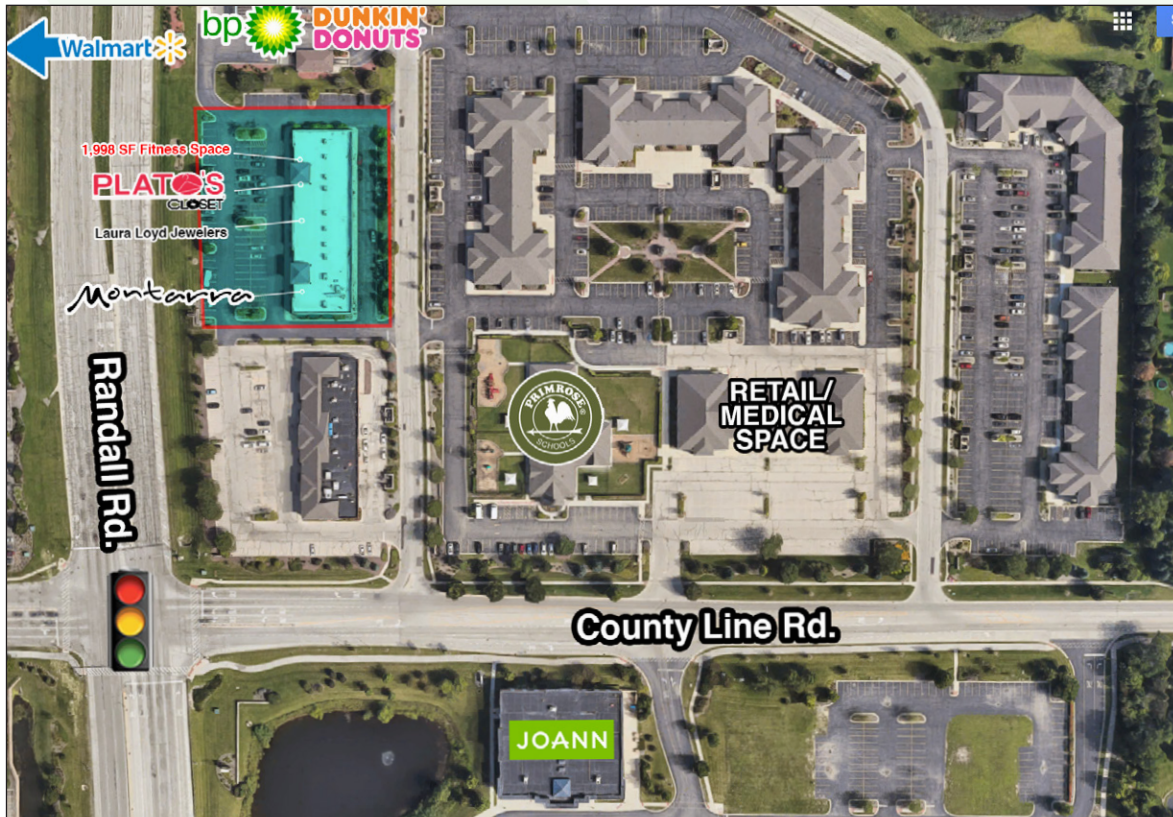 Walmart
bp
DUNKIN'
DONUTS
1,998 SF Fitness Space
PLATO'S
CLOSET
Laura Loyd Jewelers
Montarra
Randall Rd.
PRIMROSE
SCHOOLS
RETAIL/
MEDICAL
SPACE
County Line Rd.
JOANN